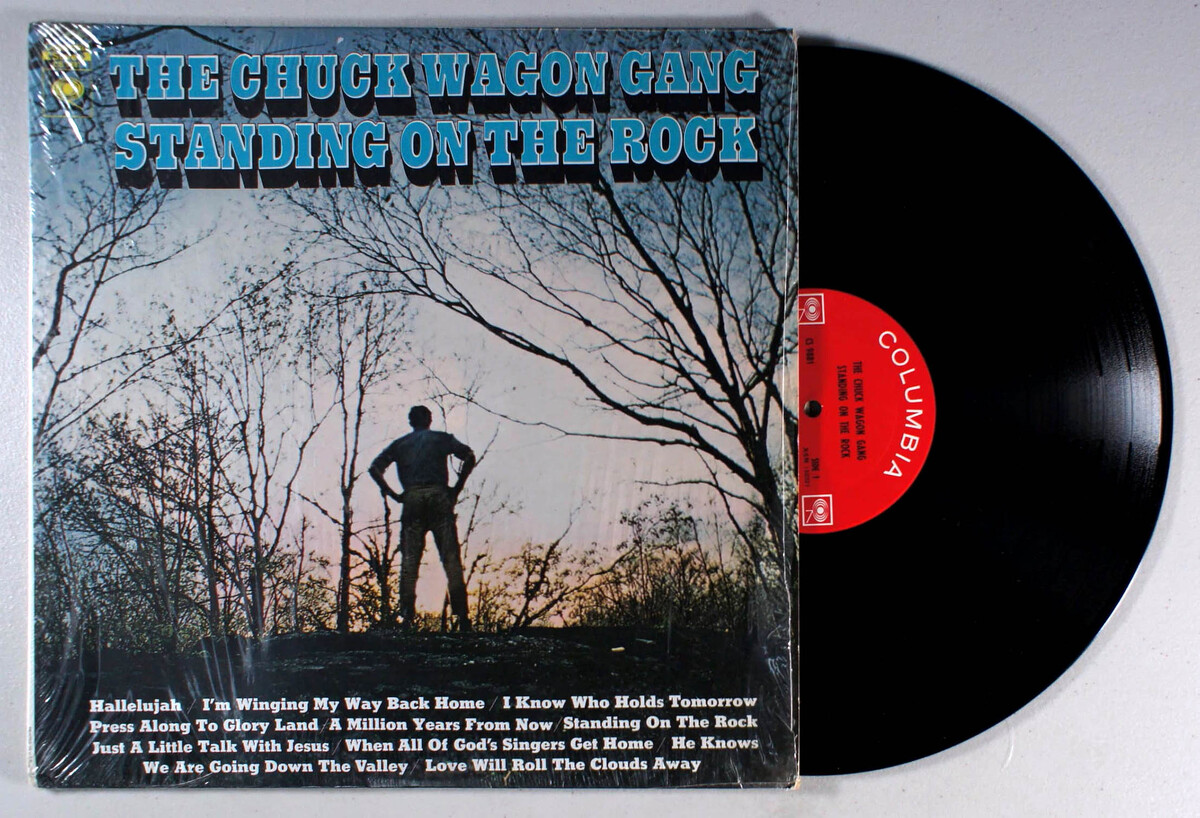 THE CHUCK WAGON GANG
STANDING ON THE ROCK
Hallelujah / I'm Winging My Way Back Home / I Know Who Holds Tomorrow
Press Along To Glory Land / A Million Years From Now / Standing On The Rock
Just A Little Talk With Jesus / When All Of God's Singers Get Home / He Knows
We Are Going Down The Valley / Love Will Roll The Clouds Away
COLUMBIA
THE CHUCK WAGON GANG
STANDING ON THE ROCK